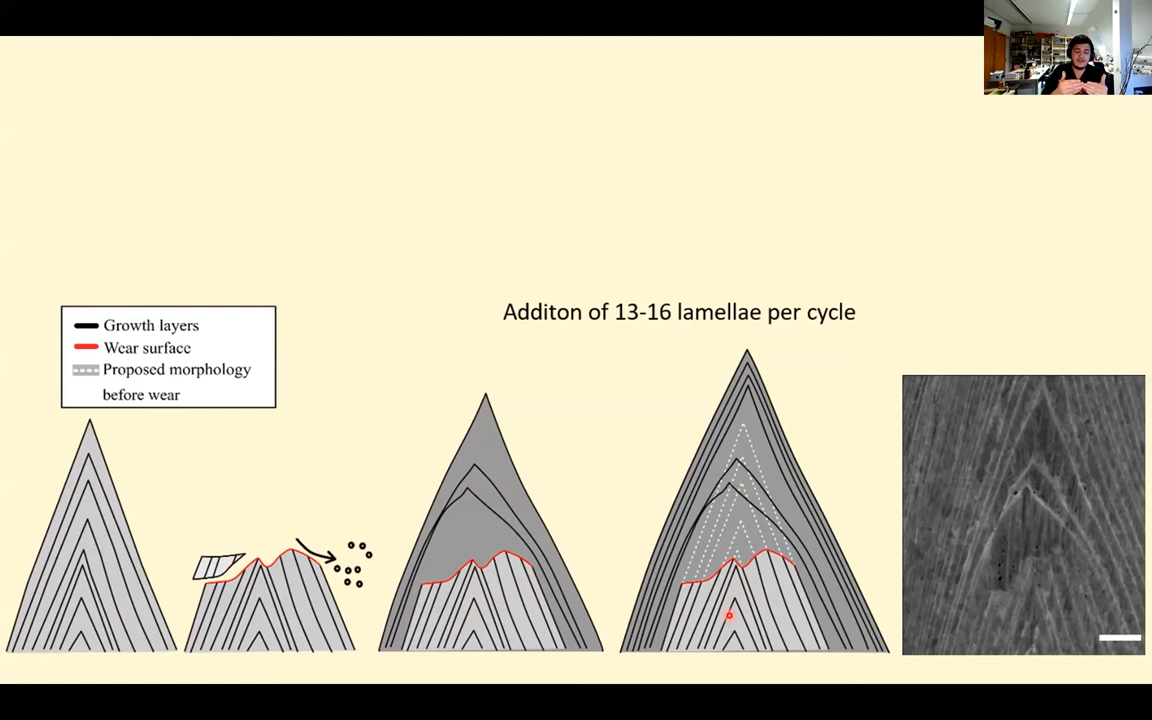 Additon of 13-16 lamellae per cycle
Growth layers
Wear surface
Proposed morphology
before wear